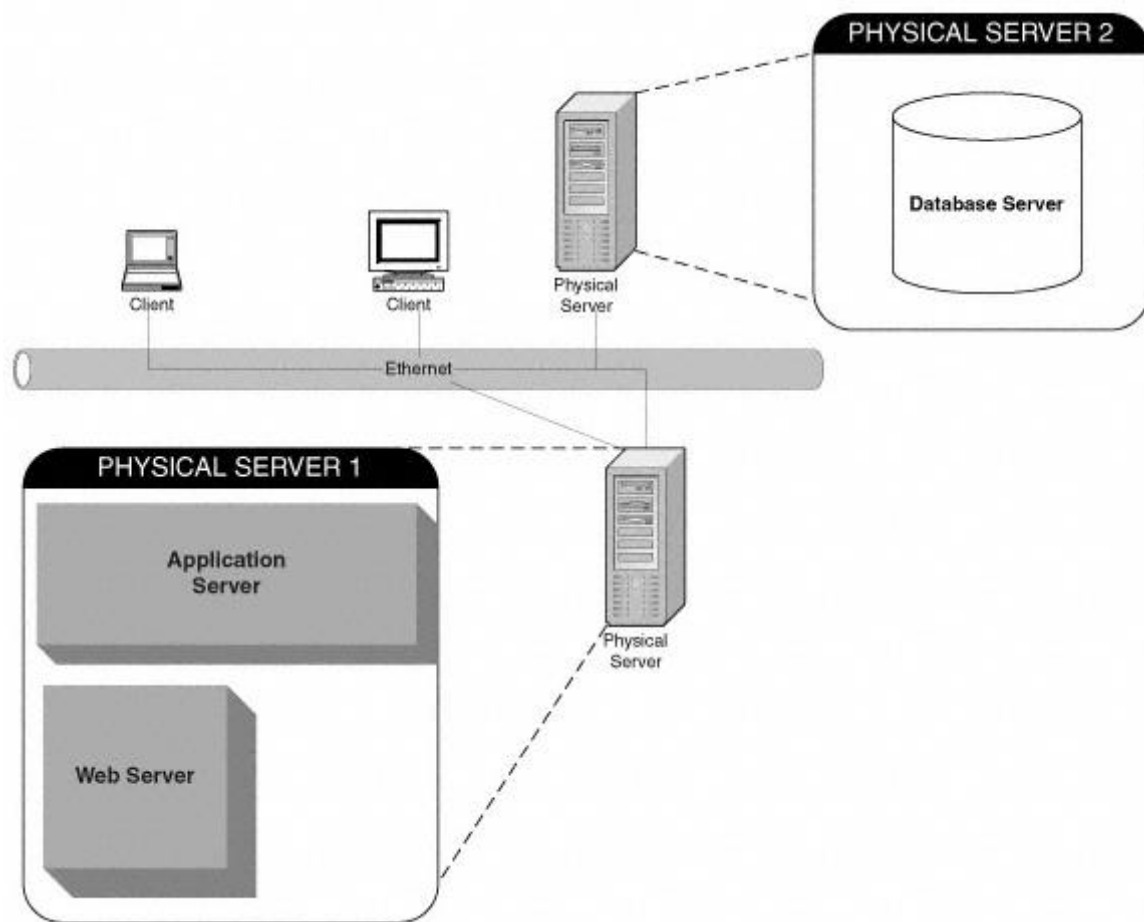 PHYSICAL SERVER 2
Database Server
Client
Client
Physical
Server
Ethernet
PHYSICAL SERVER 1
Application
Server
Web Server
Physical
Server